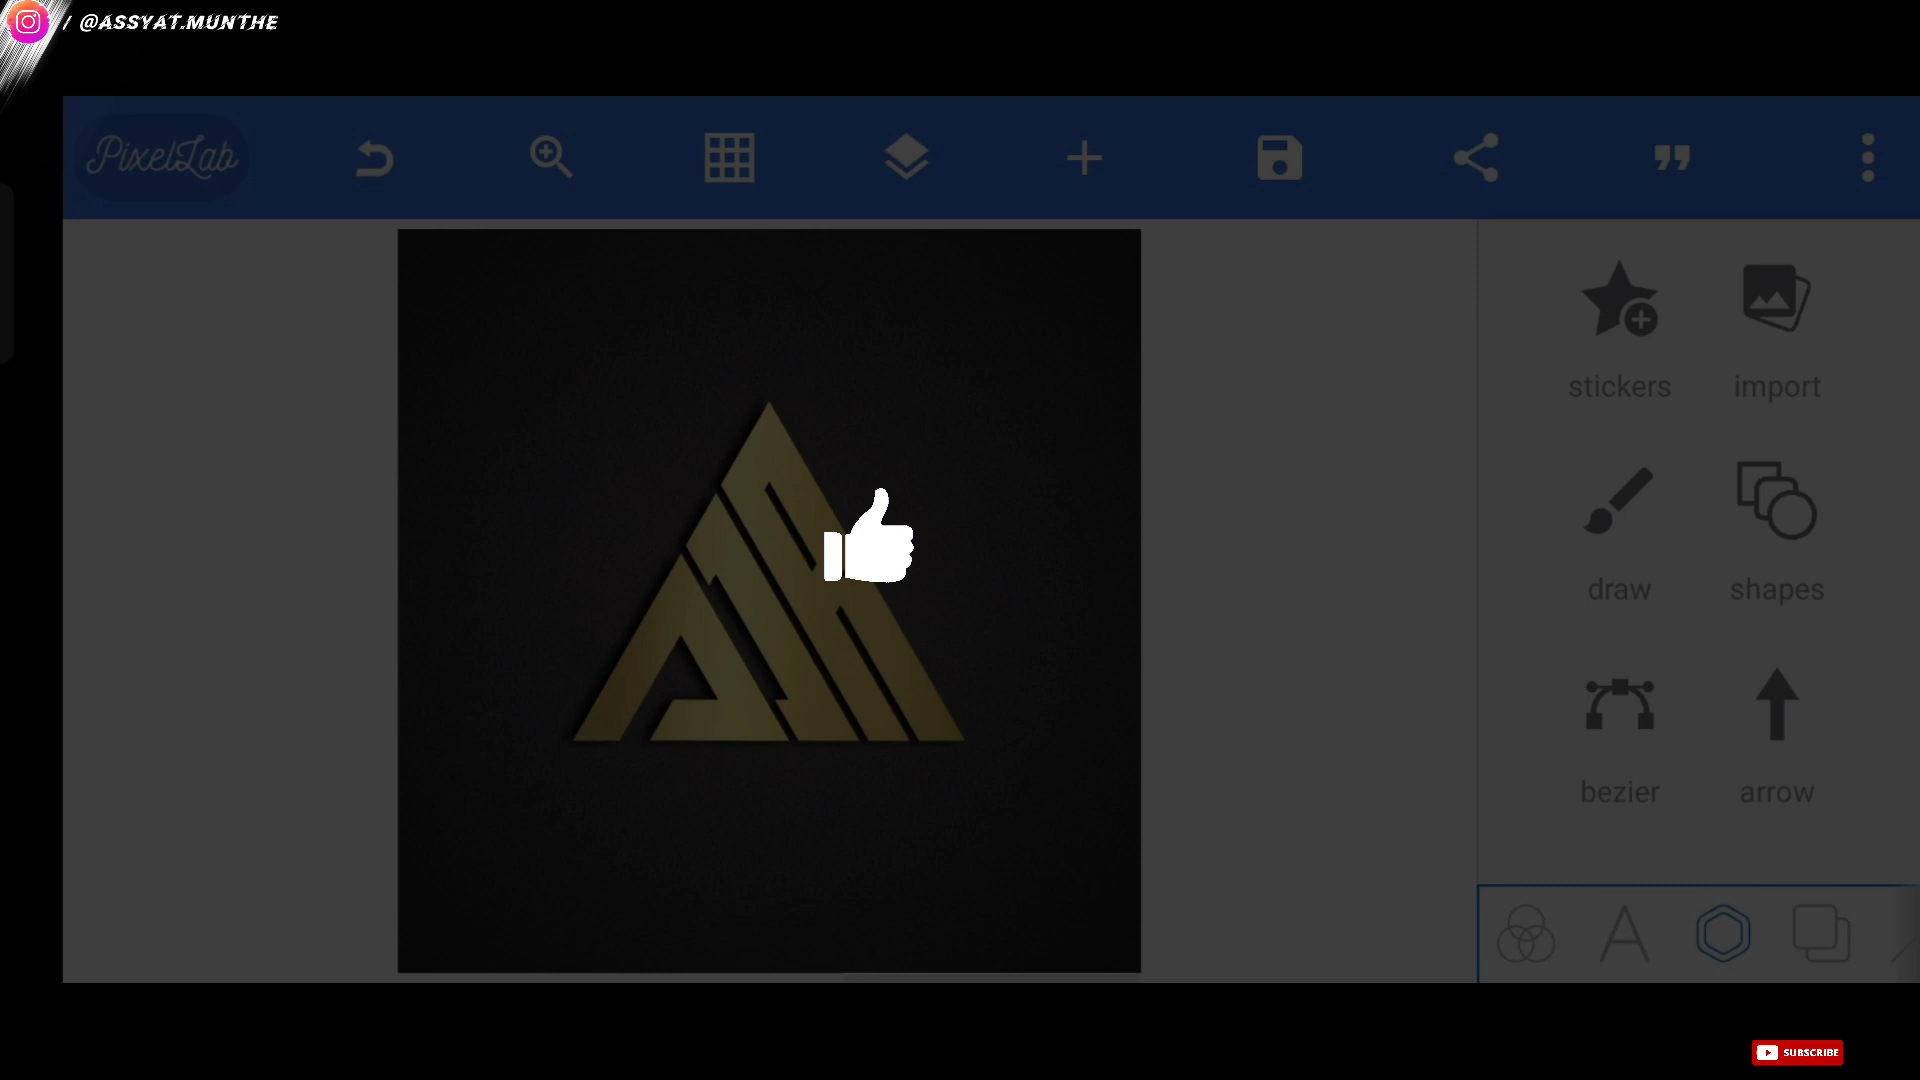 / @ASSYAT.MUNTHE
PixelLab
stickers
import
draw
shapes
bezier
arrow
SUBSCRIBE